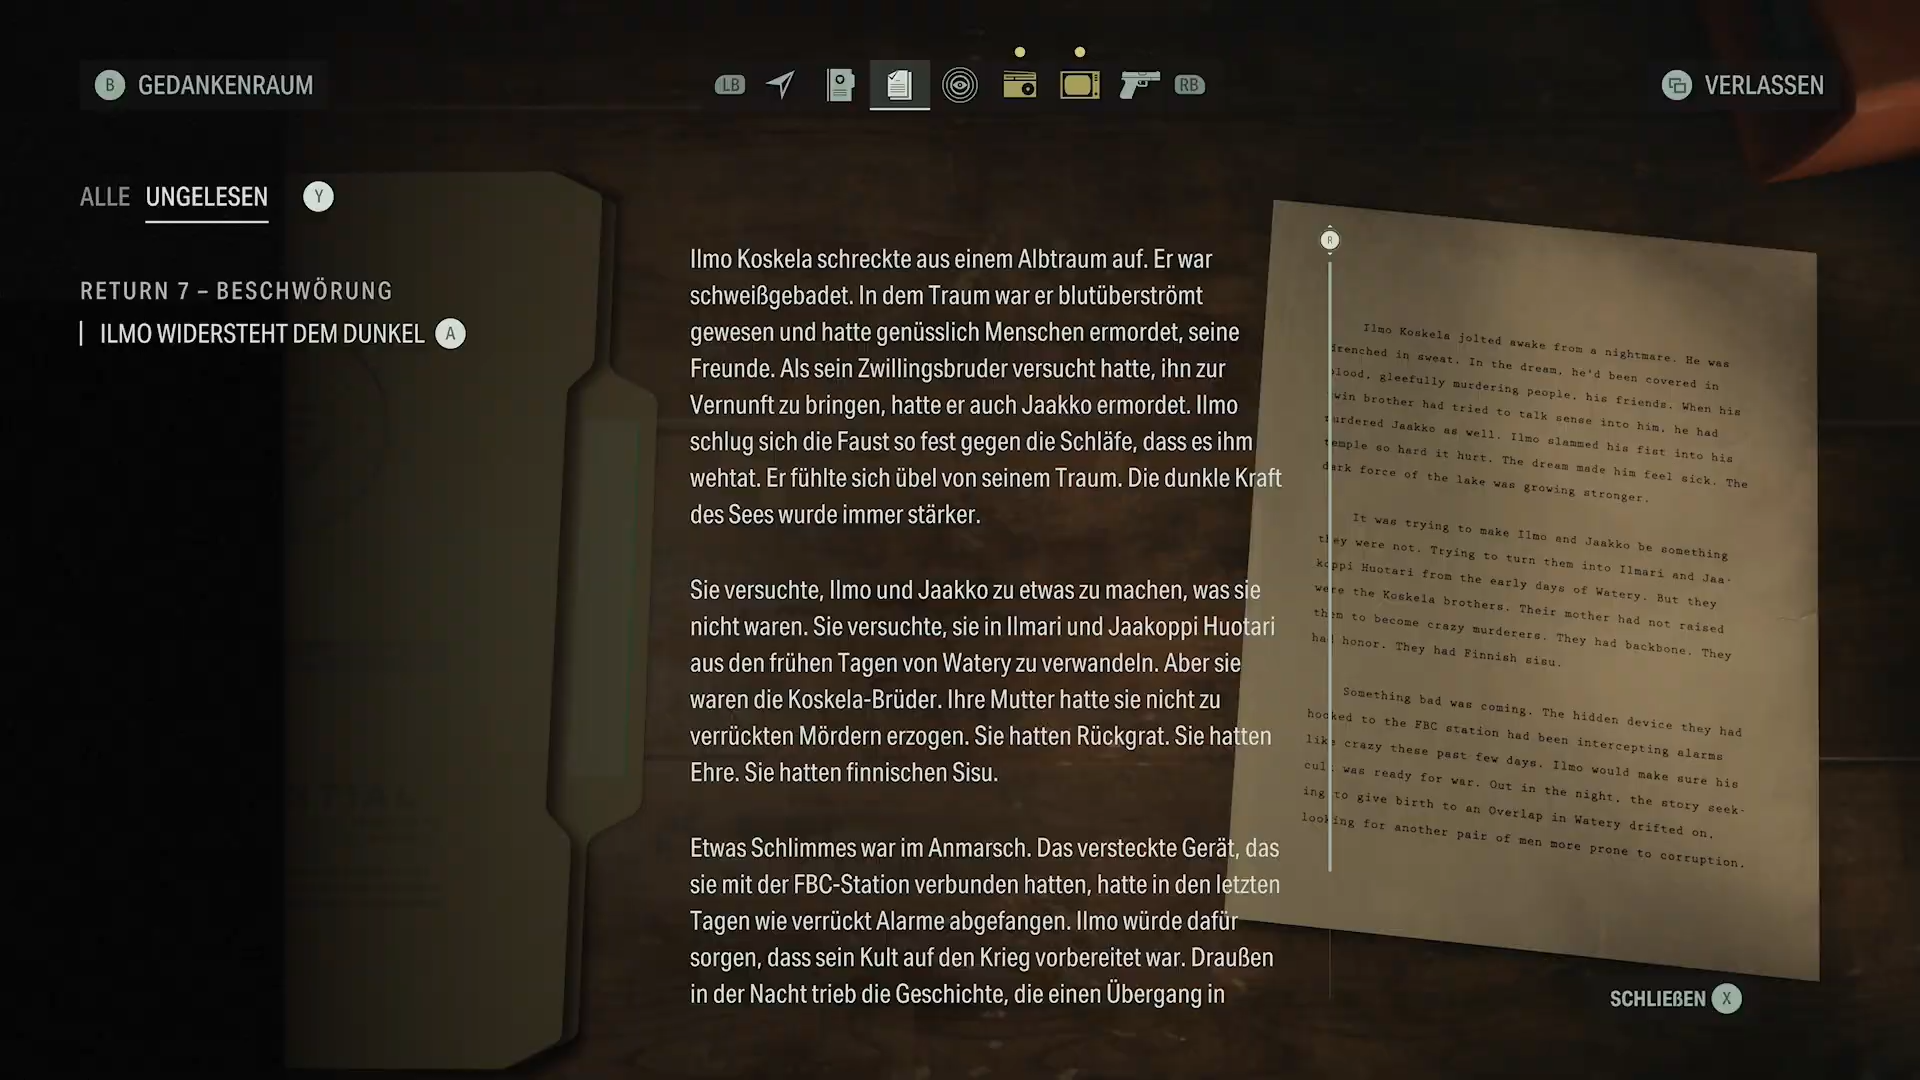 B GEDANKENRAUM
LB
RB
VERLASSEN
ALLE UNGELESEN Y
RETURN 7 – BESCHWÖRUNG
ILMO WIDERSTEHT DEM DUNKEL A
Ilmo Koskela schreckte aus einem Albtraum auf. Er war
schweißgebadet. In dem Traum war er blutüberströmt
gewesen und hatte genüsslich Menschen ermordet, seine
Freunde. Als sein Zwillingsbruder versucht hatte, ihn zur
Vernunft zu bringen, hatte er auch Jaakko ermordet. Ilmo
schlug sich die Faust so fest gegen die Schläfe, dass es ihm
wehtat. Er fühlte sich übel von seinem Traum. Die dunkle Kraft
des Sees wurde immer stärker.
Sie versuchte, Ilmo und Jaakko zu etwas zu machen, was sie
nicht waren. Sie versuchte, sie in Ilmari und Jaakoppi Huotari
aus den frühen Tagen von Watery zu verwandeln. Aber sie
waren die Koskela-Brüder. Ihre Mutter hatte sie nicht zu
verrückten Mördern erzogen. Sie hatten Rückgrat. Sie hatten
Ehre. Sie hatten finnischen Sisu.
Etwas Schlimmes war im Anmarsch. Das versteckte Gerät, das
sie mit der FBC-Station verbunden hatten, hatte in den letzten
Tagen wie verrückt Alarme abgefangen. Ilmo würde dafür
sorgen, dass sein Kult auf den Krieg vorbereitet war. Draußen
in der Nacht trieb die Geschichte, die einen Übergang in
R
Ilmo Koskela jolted awake from a nightmare. He was
drenched in sweat. In the dream, he'd been covered in
blood, gleefully murdering people, his friends. When his
twin brother had tried to talk sense into him, he had
murdered Jaakko as well. Ilmo slammed his fist into his
temple so hard it hurt. The dream made him feel sick. The
dark force of the lake was growing stronger.
It was trying to make Ilmo and Jaakko be something
they were not. Trying to turn them into Ilmari and Jaa-
koppi Huotari from the early days of Watery. But they
were the Koskela brothers. Their mother had not raised
them to become crazy murderers. They had backbone. They
had honor. They had Finnish sisu.
Something bad was coming. The hidden device they had
hooked to the FBC station had been intercepting alarms
like crazy these past few days. Ilmo would make sure his
cult was ready for war. Out in the night, the story seek-
ing to give birth to an Overlap in Watery drifted on,
looking for another pair of men more prone to corruption.
SCHLIEẞEN X